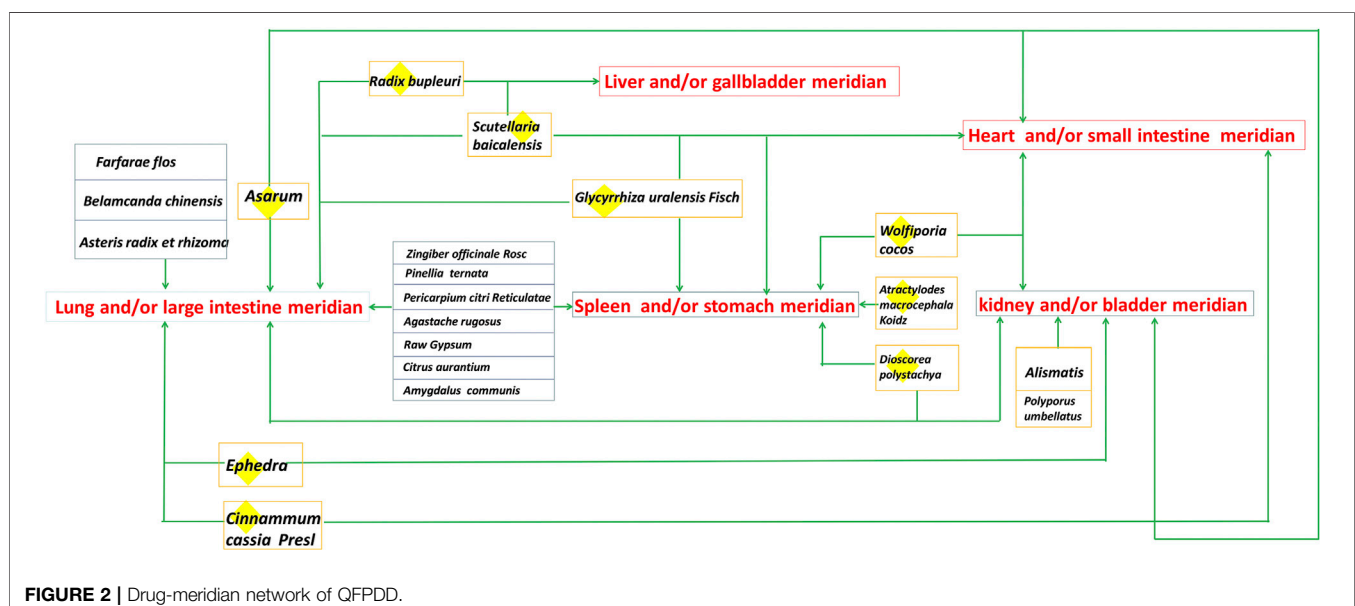 Radix bupleuri
Liver and/or gallbladder meridian
Scutellaria
baicalensis
Heart and/or small intestine meridian
Farfarae flos
Belamcanda chinensis
Asteris radix et rhizoma
Asarum
Glycyrrhiza uralensis Fisch
Wolfiporia
cocos
Zingiber officinale Rosc
Pinellia ternata
Pericarpium citri Reticulatae
Agastache rugosus
Raw Gypsum
Citrus aurantium
Amygdalus communis
Lung and/or large intestine meridian
Spleen and/or stomach meridian
Atractylodes
macrocephala
Koidz
kidney and/or bladder meridian
Dioscorea
polystachya
Alismatis
Polyporus
umbellatus
Ephedra
Cinnammum
cassia Presl
FIGURE 2 | Drug-meridian network of QFPDD.